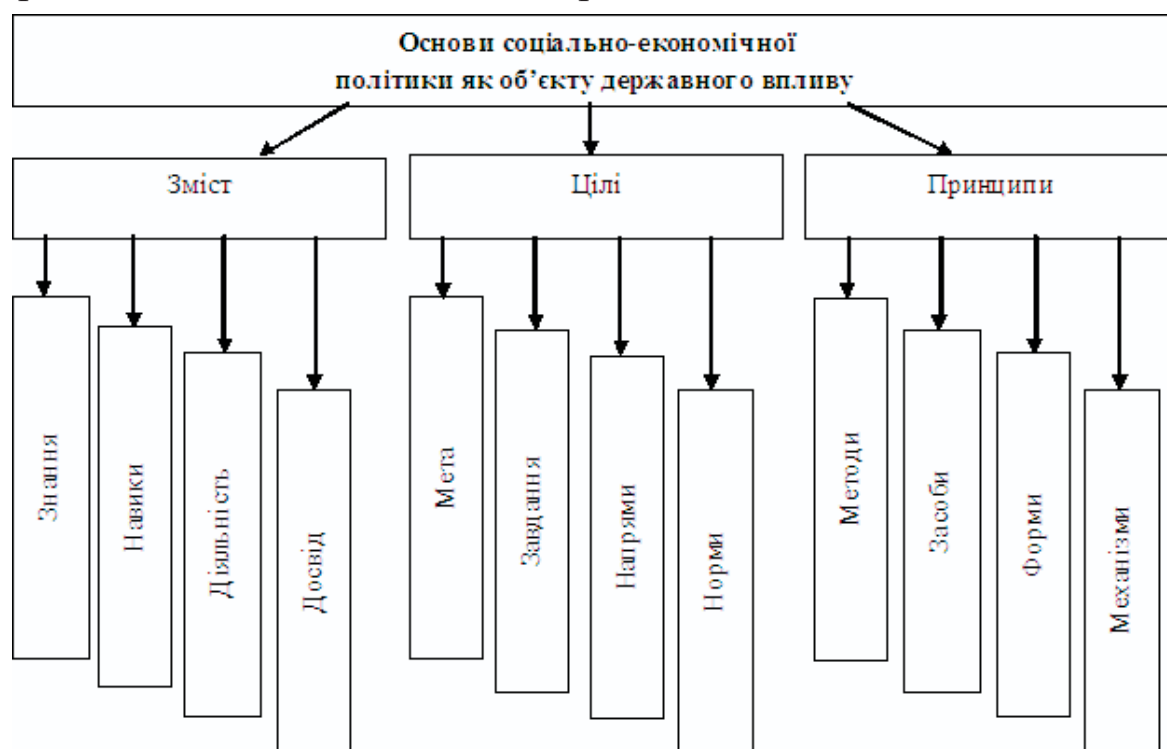 Основи соціально-економічної
політики як об’єкту державного впливу
Зміст
Цілі
Принципи
Знання
Навики
Діяльність
Досвід
Мета
Завдання
Напрями
Норми
Методи
Засоби
Форми
Механізми